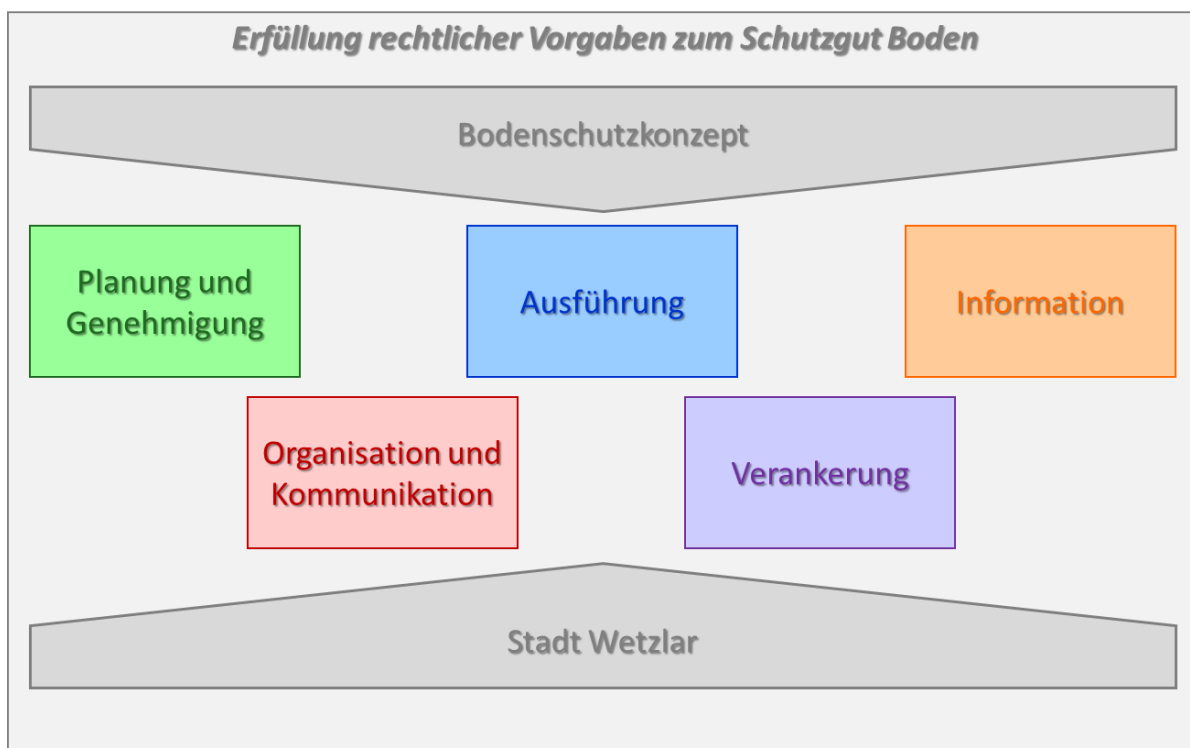 Erfüllung rechtlicher Vorgaben zum Schutzgut Boden
Bodenschutzkonzept
Planung und
Genehmigung
Ausführung
Information
Organisation und
Kommunikation
Verankerung
Stadt Wetzlar